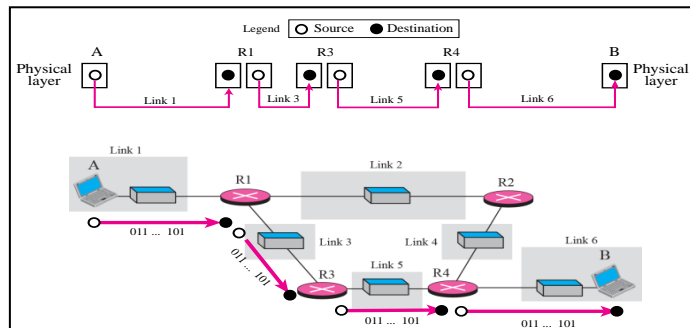 Legend Source Destination
A R1 R3 R4 B
Physical layer Physical layer
Link 1 Link 3 Link 5 Link 6
Link 1
A
R1
Link 2
R2
011 ... 101
011 ... 101
Link 3
Link 4
Link 6
B
R3
Link 5
R4
011 ... 101
011 ... 101